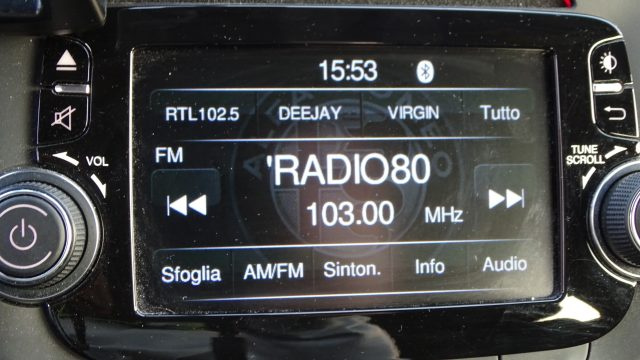 15:53
RTL102.5 DEEJAY VIRGIN Tutto
VOL
TUNE
SCROLL
FM
'RADIO80
103.00 MHz
Sfoglia AM/FM Sinton. Info Audio